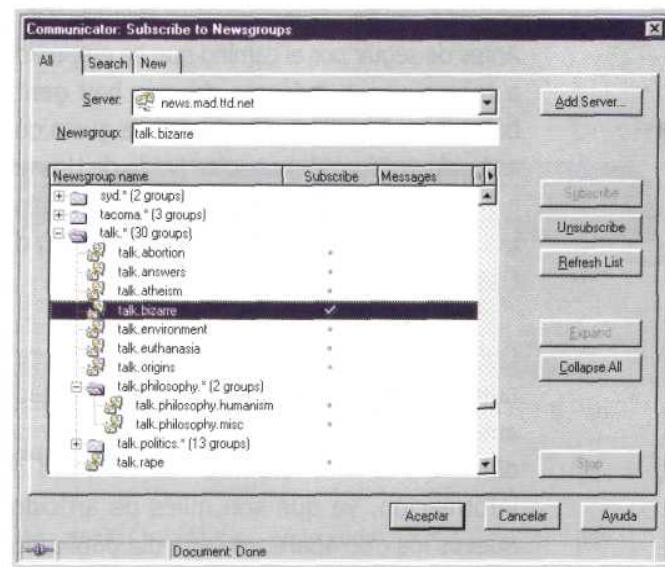 Communicator: Subscribe to Newsgroups
All Search New
Server: news.mad.ttd.net Add Server...
Newsgroup: talk.bizarre
Newsgroup name Subscribe Messages
syd.* (2 groups)
tacoma.* (3 groups)
talk.* (30 groups)
talk.abortion
talk.answers
talk.atheism
talk.bizarre
talk.environment
talk.euthanasia
talk.origins
talk.philosophy.* (2 groups)
talk.philosophy.humanism
talk.philosophy.misc
talk.politics.* (13 groups)
talk.rape
Subscribe
Unsubscribe
Refresh List
Expand
Collapse All
Stop
Aceptar Cancelar Ayuda
Document: Done